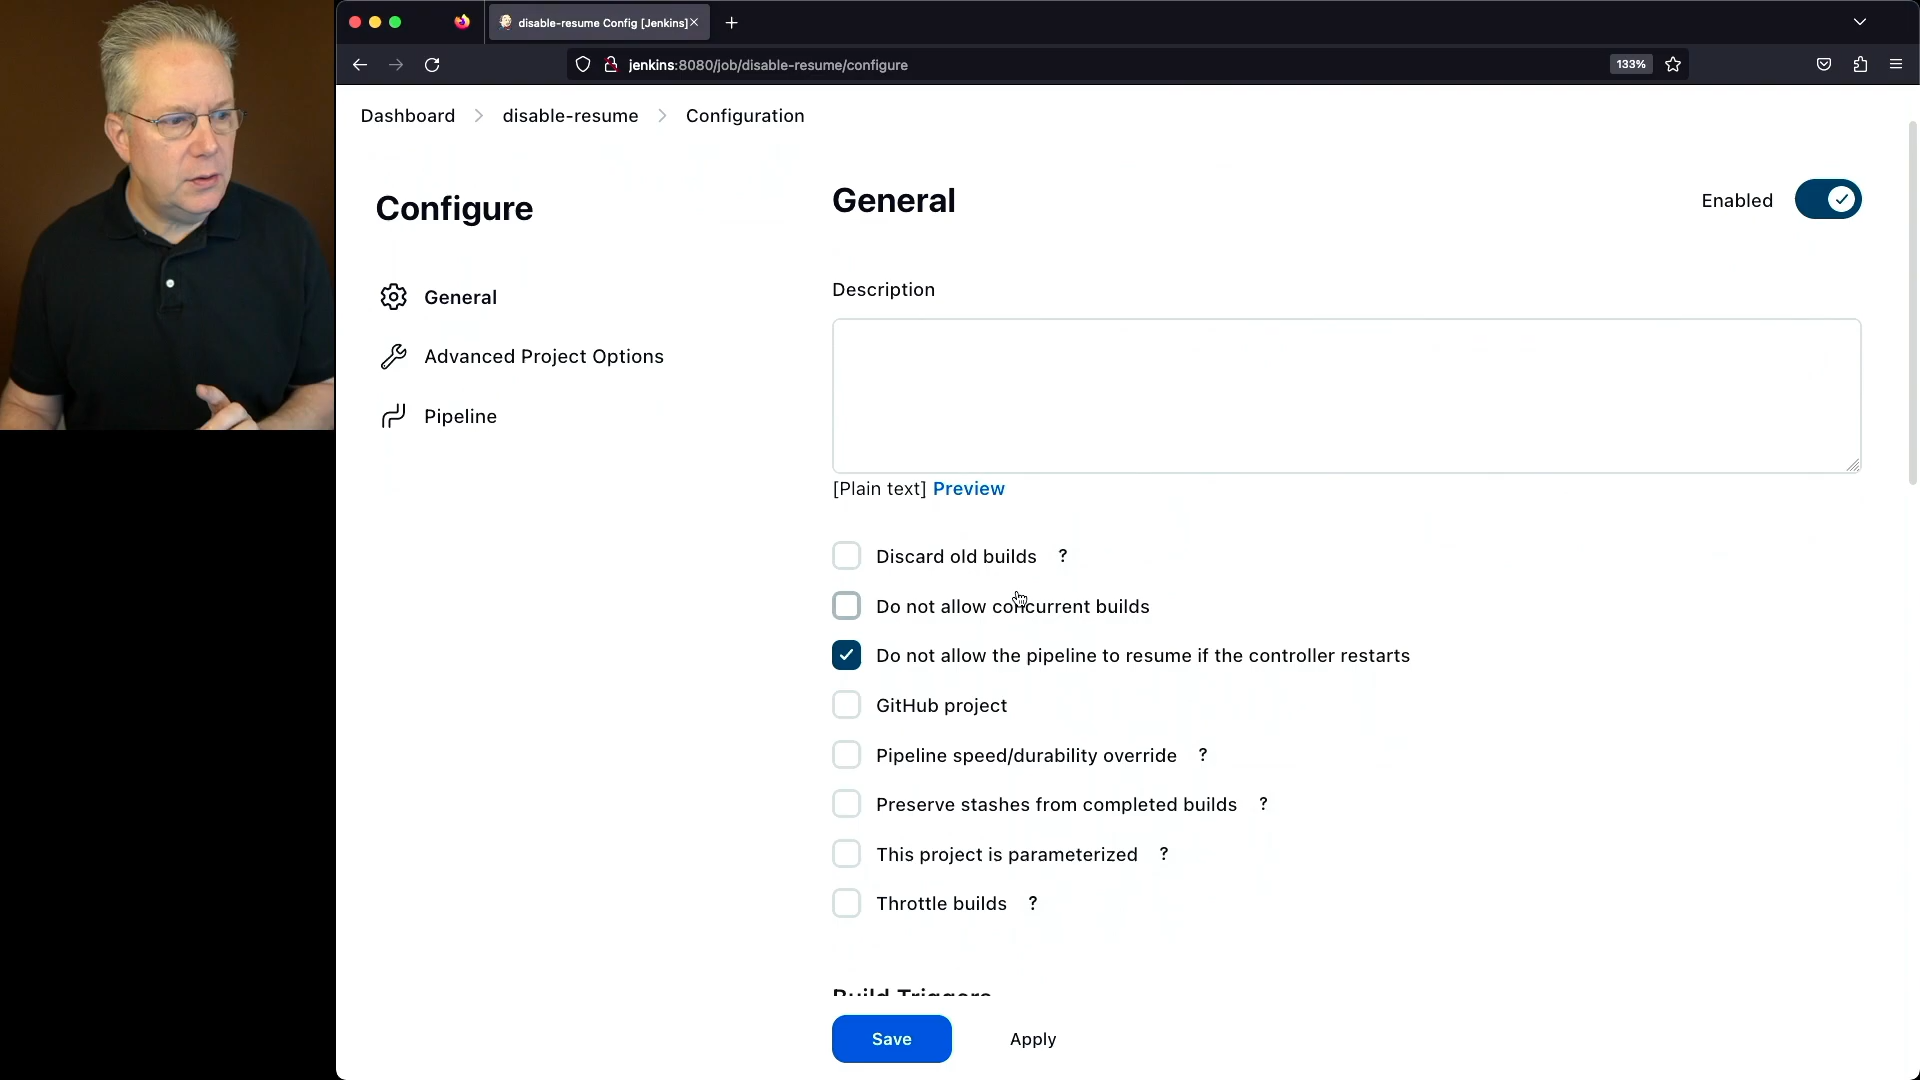 disable-resume Config [Jenkins]
jenkins:8080/job/disable-resume/configure
133%
Dashboard
disable-resume
Configuration
Configure
General
Advanced Project Options
Pipeline
General
Enabled
Description
[Plain text] Preview
Discard old builds ?
Do not allow concurrent builds
Do not allow the pipeline to resume if the controller restarts
GitHub project
Pipeline speed/durability override ?
Preserve stashes from completed builds ?
This project is parameterized ?
Throttle builds ?
Build Triggers
Save
Apply